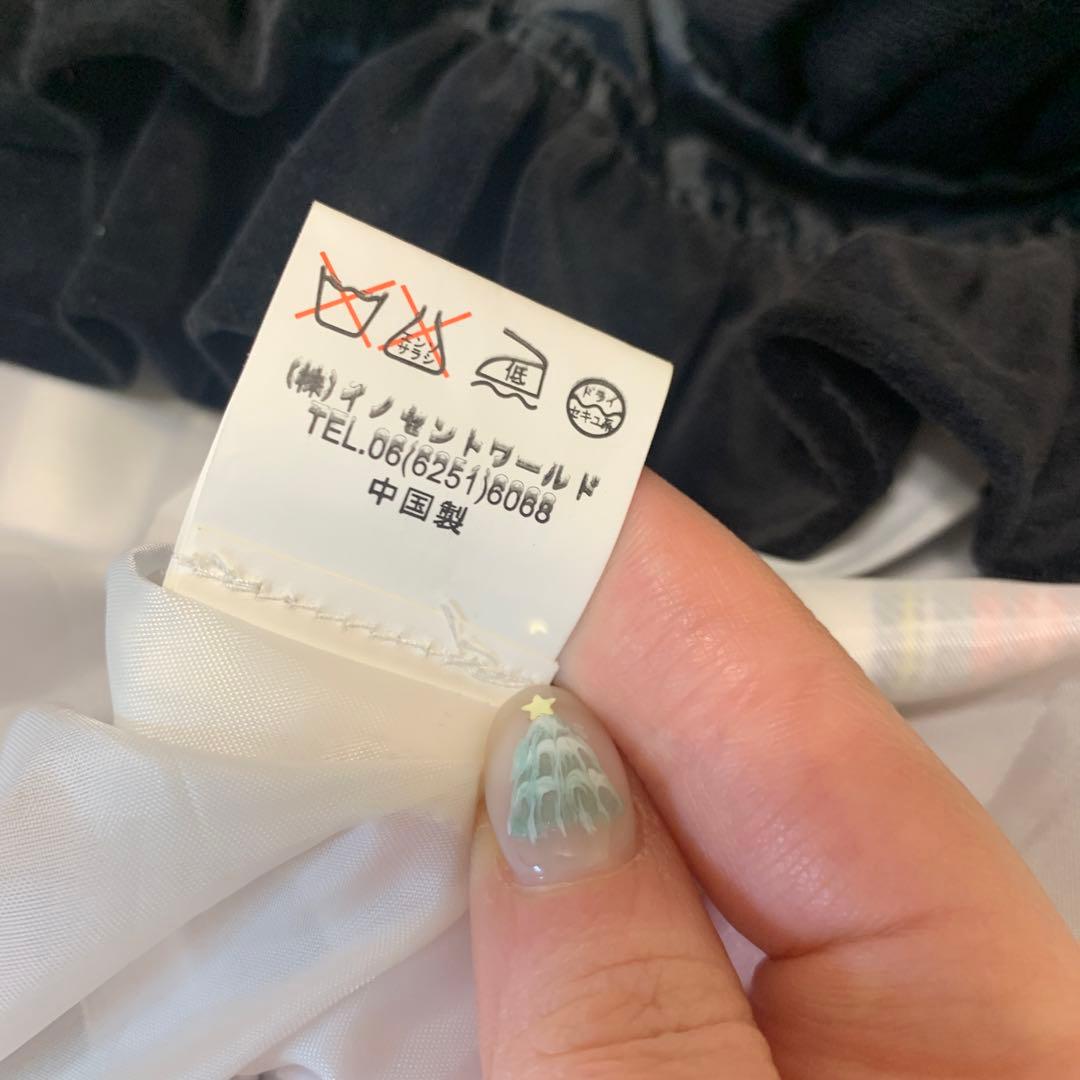 エンソ
サラシ
低
ドライ
セキユ系
(株)イノセントワールド
TEL.06(6251)6068
中国製